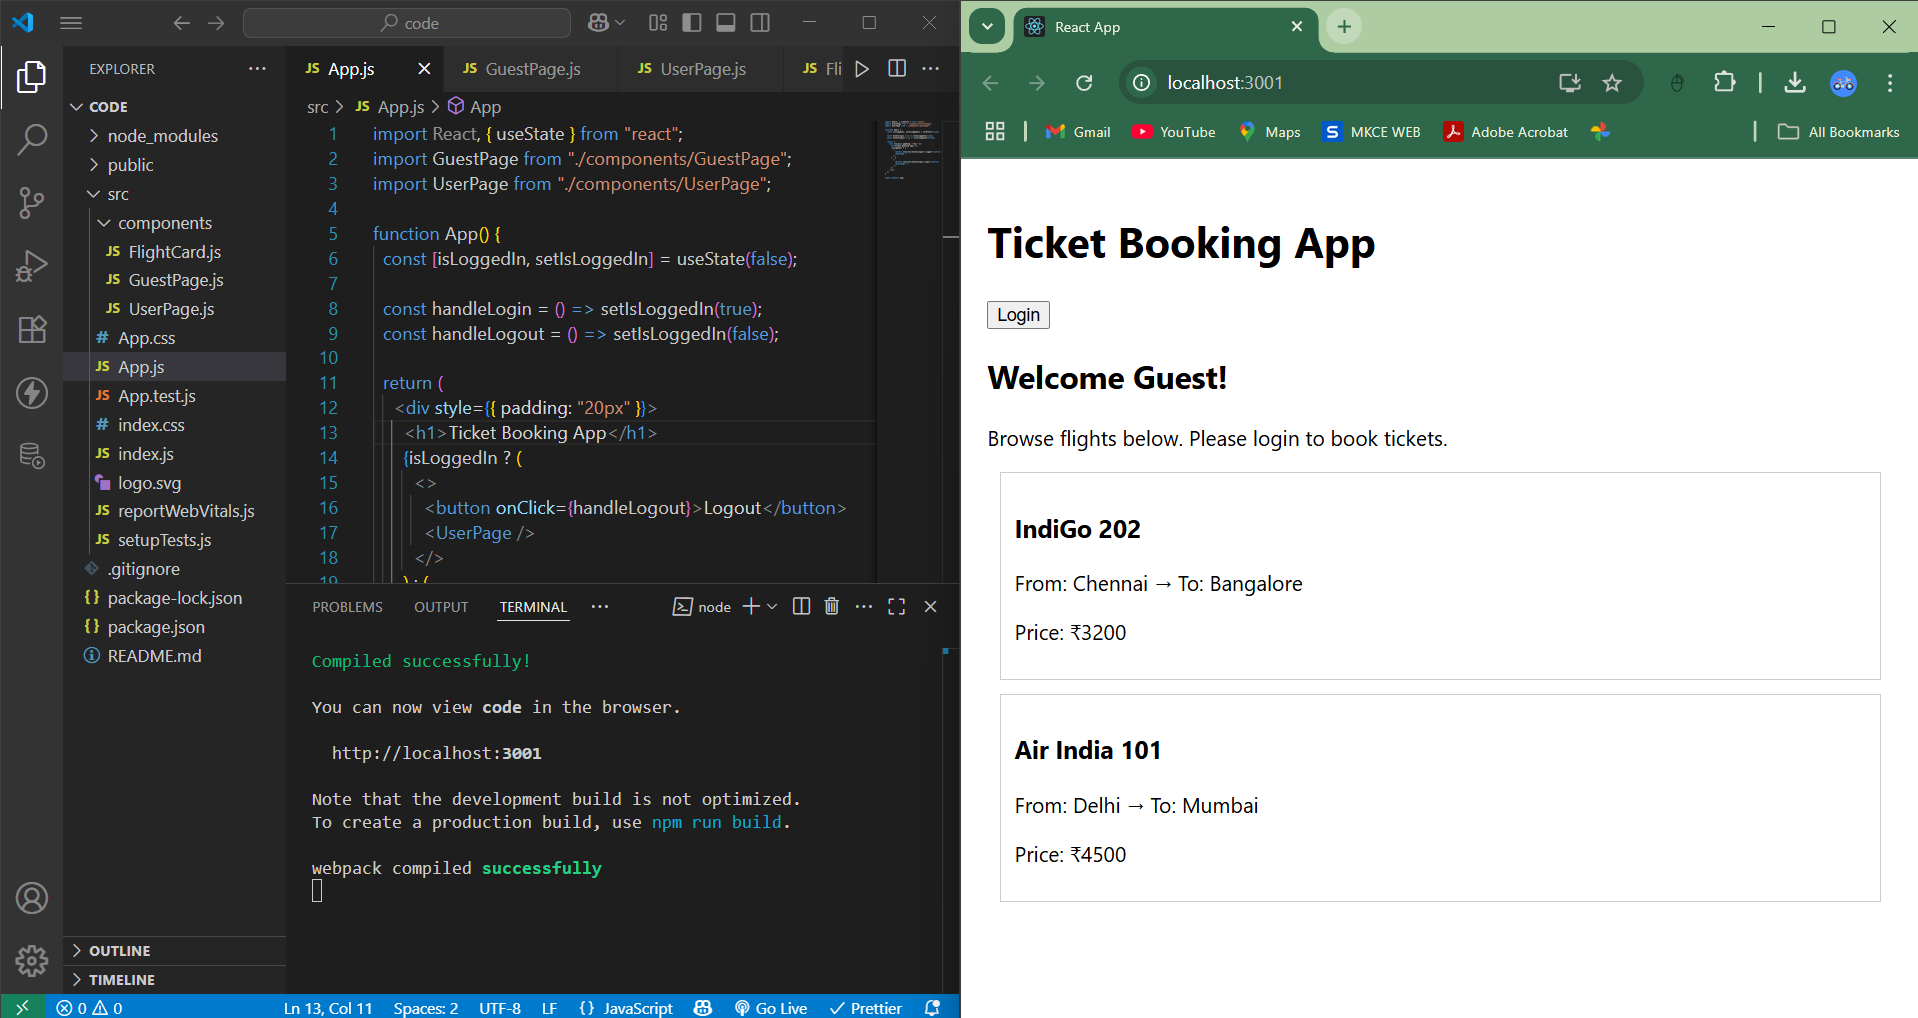 code
EXPLORER
CODE
node_modules
public
src
components
JS FlightCard.js
JS GuestPage.js
JS UserPage.js
# App.css
JS App.js
JS App.test.js
# index.css
JS index.js
logo.svg
JS reportWebVitals.js
JS setupTests.js
.gitignore
{} package-lock.json
{} package.json
README.md
OUTLINE
TIMELINE
JS App.js
JS GuestPage.js
JS UserPage.js
JS Fli
src > JS App.js > App
1 import React, { useState } from "react";
2 import GuestPage from "./components/GuestPage";
3 import UserPage from "./components/UserPage";
4
5 function App() {
6 const [isLoggedIn, setIsLoggedIn] = useState(false);
7
8 const handleLogin = () => setIsLoggedIn(true);
9 const handleLogout = () => setIsLoggedIn(false);
10
11 return (
12 <div style={{ padding: "20px" }}>
13 <h1>Ticket Booking App</h1>
14 {isLoggedIn ? (
15 <>
16 <button onClick={handleLogout}>Logout</button>
17 <UserPage />
18 </>
19 ) : (
PROBLEMS OUTPUT TERMINAL ··· node
Compiled successfully!
You can now view code in the browser.
http://localhost:3001
Note that the development build is not optimized.
To create a production build, use npm run build.
webpack compiled successfully
0 0 Ln 13, Col 11 Spaces: 2 UTF-8 LF {} JavaScript Go Live Prettier
React App
localhost:3001
Gmail YouTube Maps S MKCE WEB Adobe Acrobat All Bookmarks
Ticket Booking App
Login
Welcome Guest!
Browse flights below. Please login to book tickets.
IndiGo 202
From: Chennai → To: Bangalore
Price: ₹3200
Air India 101
From: Delhi → To: Mumbai
Price: ₹4500